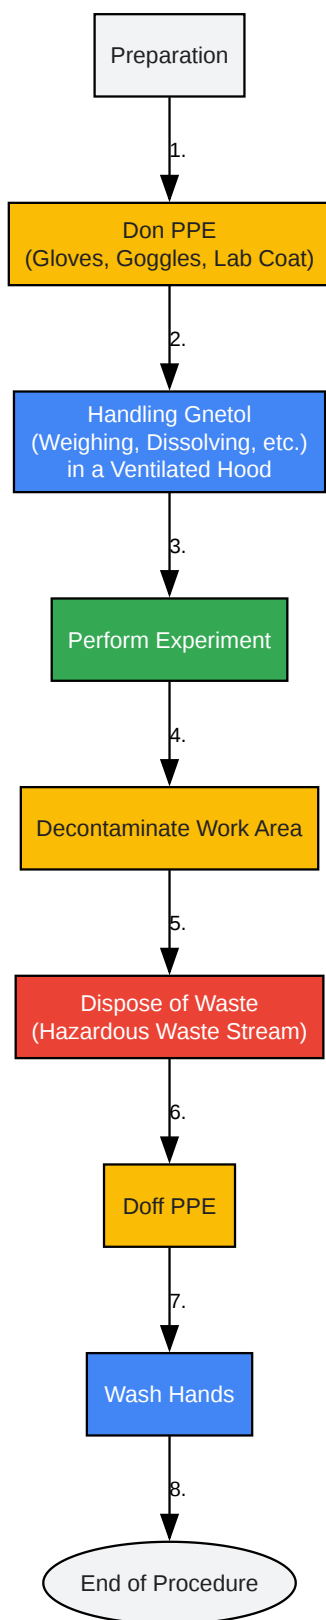 Preparation
1.
Don PPE
(Gloves, Goggles, Lab Coat)
2.
Handling Gnetol
(Weighing, Dissolving, etc.)
in a Ventilated Hood
3.
Perform Experiment
4.
Decontaminate Work Area
5.
Dispose of Waste
(Hazardous Waste Stream)
6.
Doff PPE
7.
Wash Hands
8.
End of Procedure